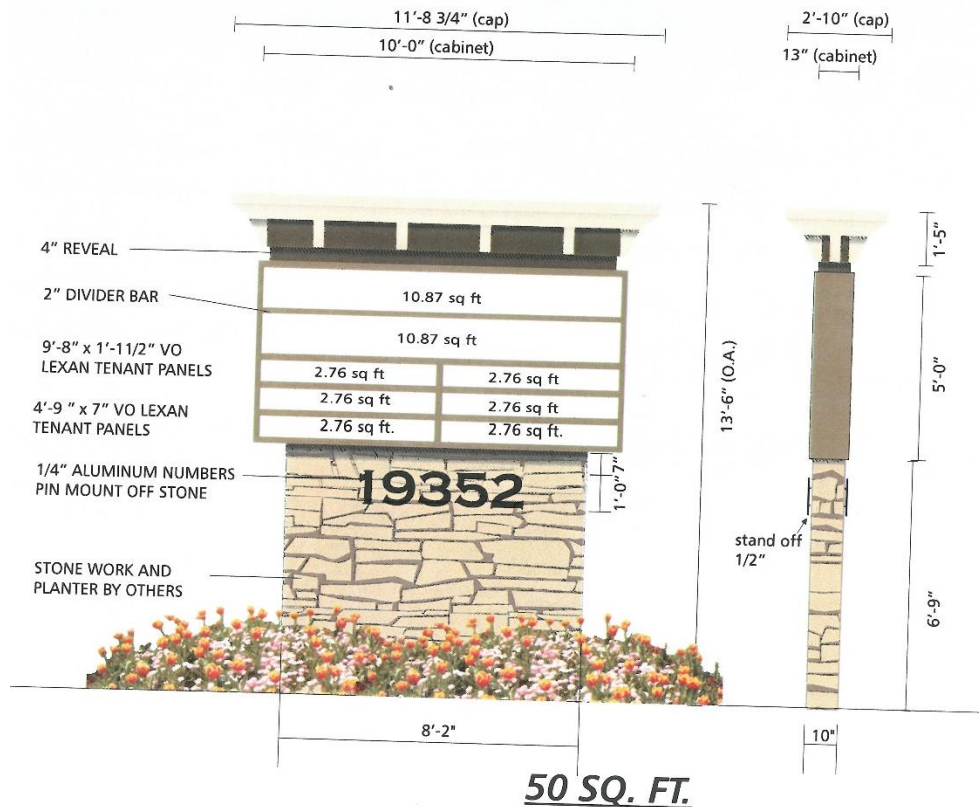 11'-8 3/4" (cap)
10'-0" (cabinet)
2'-10" (cap)
13" (cabinet)
4" REVEAL
2" DIVIDER BAR
9'-8" x 1'-11/2" VO
LEXAN TENANT PANELS
4'-9 " x 7" VO LEXAN
TENANT PANELS
1/4" ALUMINUM NUMBERS
PIN MOUNT OFF STONE
STONE WORK AND
PLANTER BY OTHERS
10.87 sq ft
10.87 sq ft
2.76 sq ft
2.76 sq ft
2.76 sq ft
2.76 sq ft
2.76 sq ft.
2.76 sq ft.
19352
1'-0"
7"
13'-6" (O.A.)
1'-5"
5'-0"
6'-9"
stand off
1/2"
8'-2"
10"
50 SQ. FT.